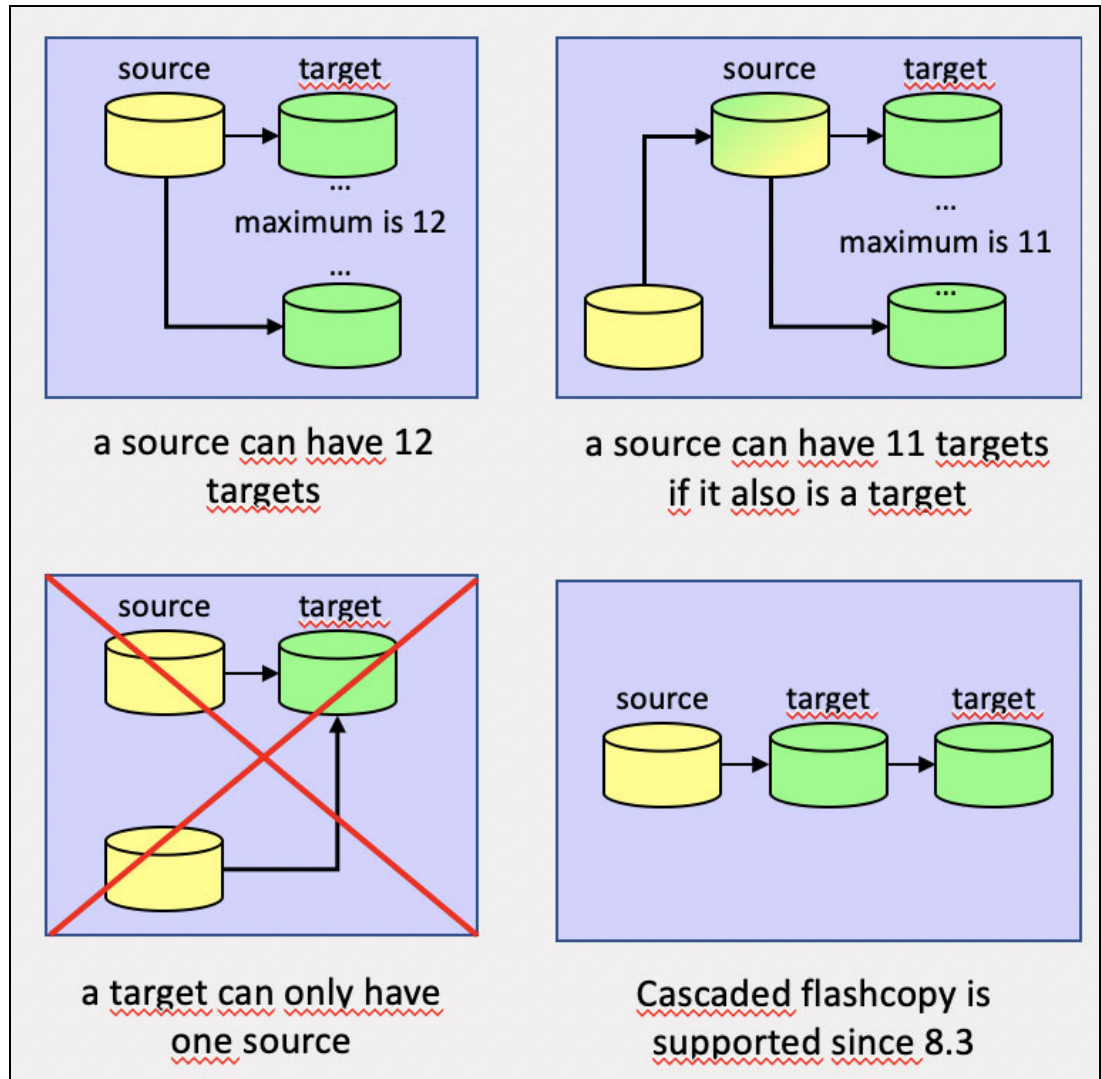 source target
...
maximum is 12
...
a source can have 12
targets
source target
...
maximum is 11
...
a source can have 11 targets
if it also is a target
source target
a target can only have
one source
source target target
Cascaded flashcopy is
supported since 8.3